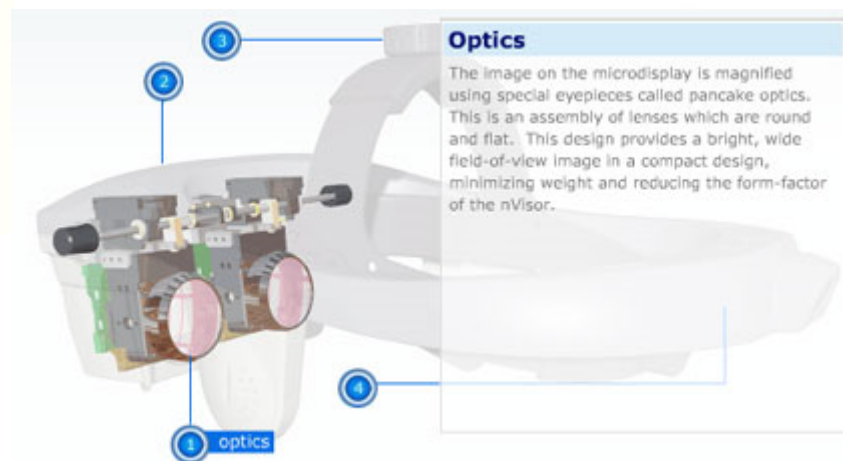 3
Optics
The image on the microdisplay is magnified
using special eyepieces called pancake optics.
This is an assembly of lenses which are round
and flat. This design provides a bright, wide
field-of-view image in a compact design,
minimizing weight and reducing the form-factor
of the nVisor.
2
4
1 optics